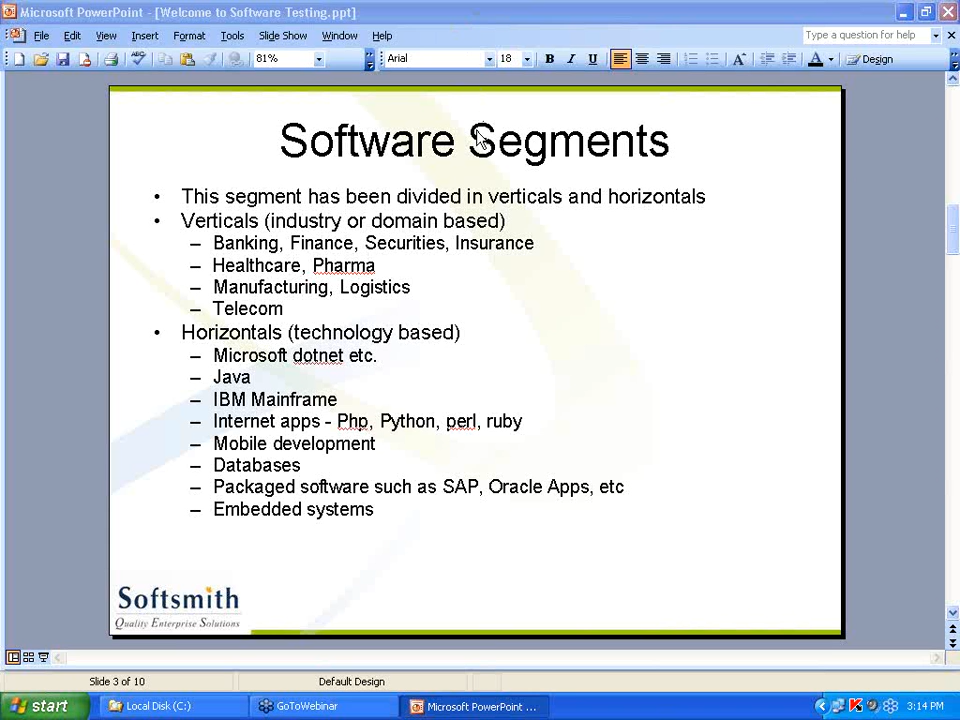 Microsoft PowerPoint - [Welcome to Software Testing.ppt]
File Edit View Insert Format Tools Slide Show Window Help Type a question for help
81% Arial 18 B I U A A Design
Software Segments
• This segment has been divided in verticals and horizontals
• Verticals (industry or domain based)
– Banking, Finance, Securities, Insurance
– Healthcare, Pharma
– Manufacturing, Logistics
– Telecom
• Horizontals (technology based)
– Microsoft dotnet etc.
– Java
– IBM Mainframe
– Internet apps - Php, Python, perl, ruby
– Mobile development
– Databases
– Packaged software such as SAP, Oracle Apps, etc
– Embedded systems
Softsmith
Quality Enterprise Solutions
Slide 3 of 10 Default Design
start Local Disk (C:) GoToWebinar Microsoft PowerPoint ... 3:14 PM